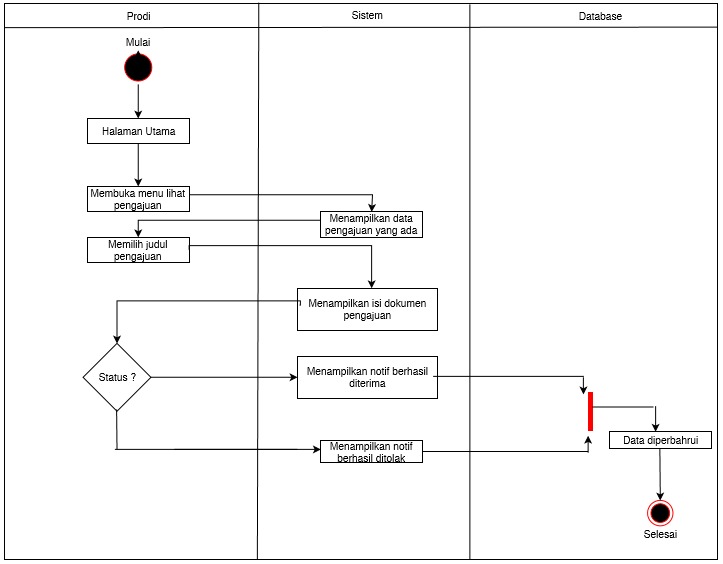 Prodi
Sistem
Database
Mulai
Halaman Utama
Membuka menu lihat
pengajuan
Menampilkan data
pengajuan yang ada
Memilih judul
pengajuan
Menampilkan isi dokumen
pengajuan
Status ?
Menampilkan notif berhasil
diterima
Data diperbahrui
Menampilkan notif
berhasil ditolak
Selesai